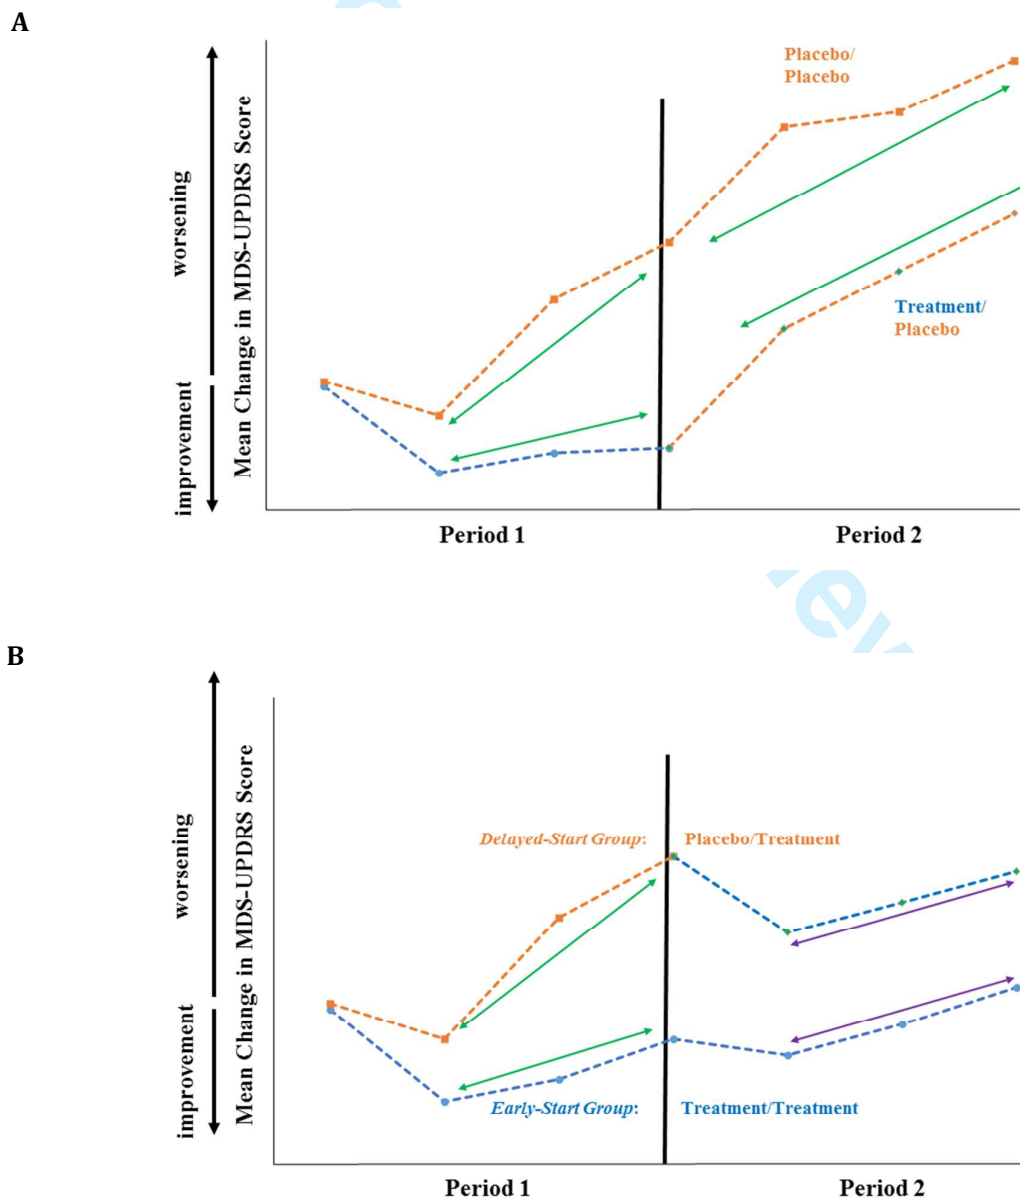 A
Placebo/
Placebo
worsening
improvement
Mean Change in MDS-UPDRS Score
Treatment/
Placebo
Period 1
Period 2
B
worsening
improvement
Mean Change in MDS-UPDRS Score
Delayed-Start Group: Placebo/Treatment
Early-Start Group: Treatment/Treatment
Period 1
Period 2